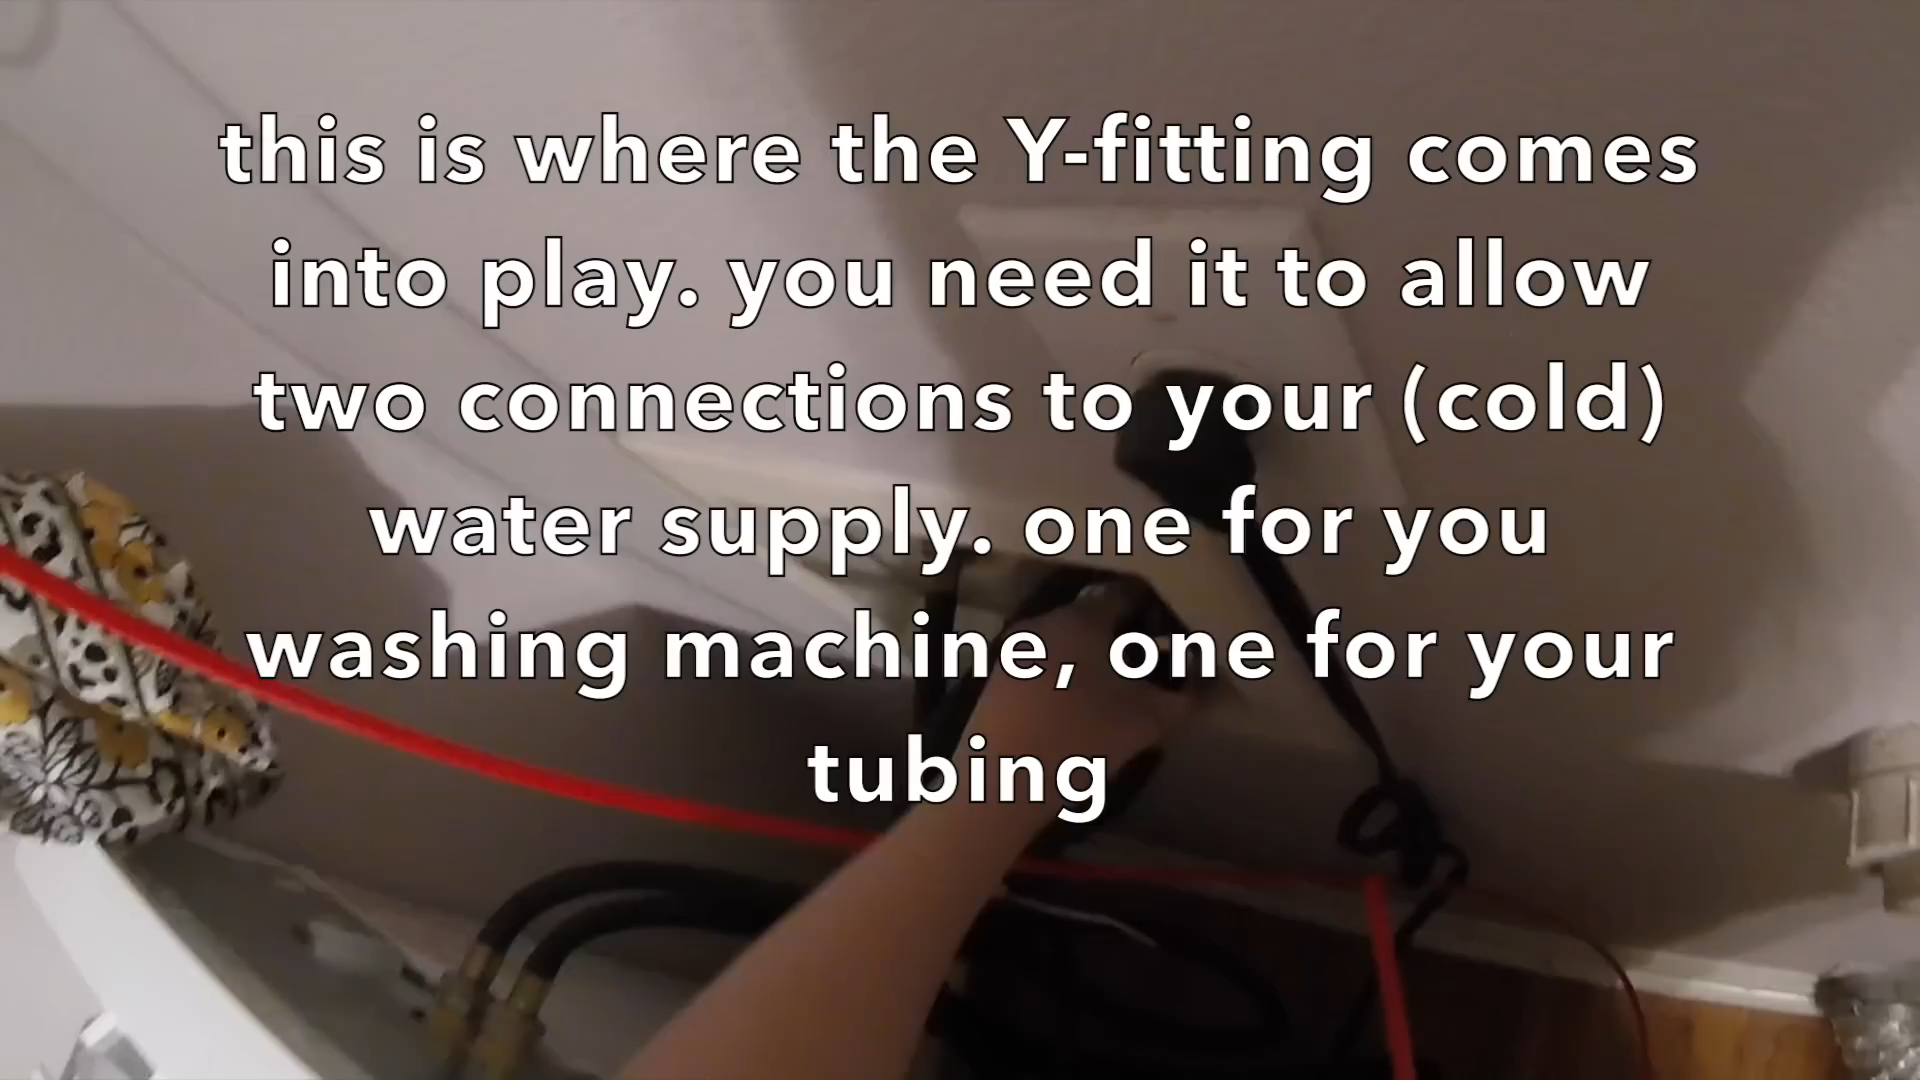 this is where the Y-fitting comes
into play. you need it to allow
two connections to your (cold)
water supply. one for you
washing machine, one for your
tubing